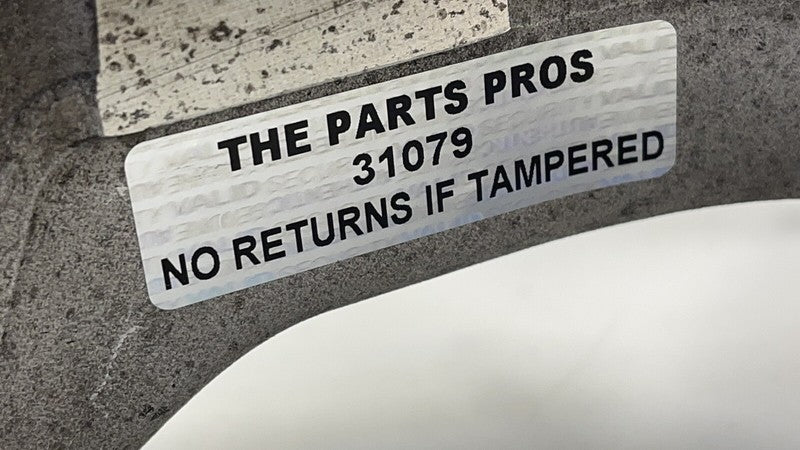 THE PARTS PROS
31079
NO RETURNS IF TAMPERED